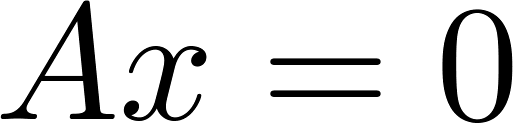 Ax = 0